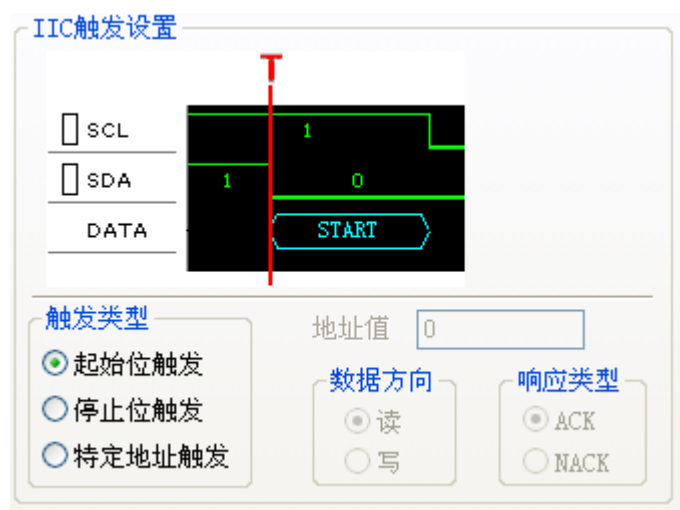 IIC触发设置
T
SCL
1
SDA
1
0
DATA
START
触发类型
地址值 0
起始位触发
停止位触发
特定地址触发
数据方向
读
写
响应类型
ACK
NACK